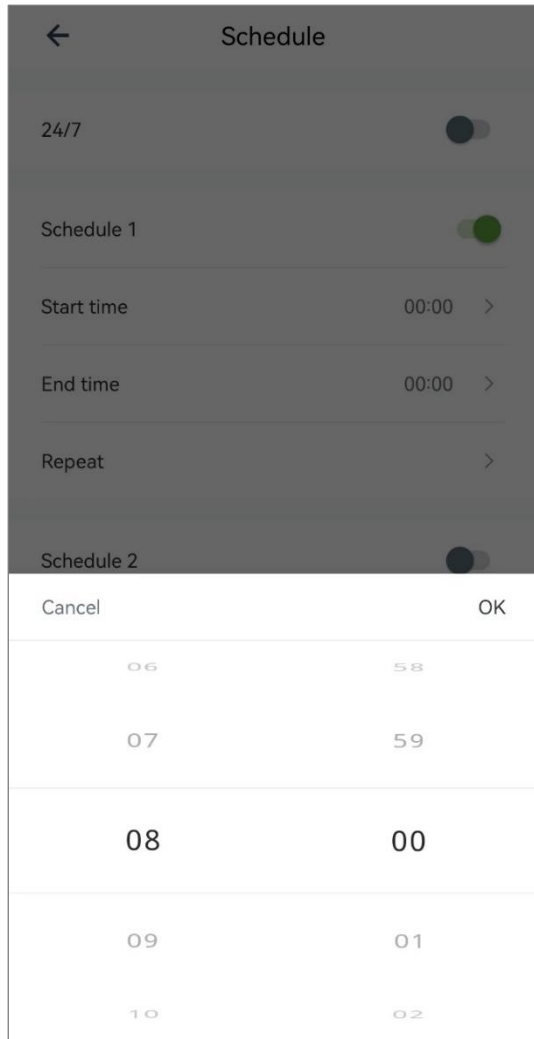 Schedule
24/7
Schedule 1
Start time 00:00
End time 00:00
Repeat
Schedule 2
Cancel OK
06 58
07 59
08 00
09 01
10 02